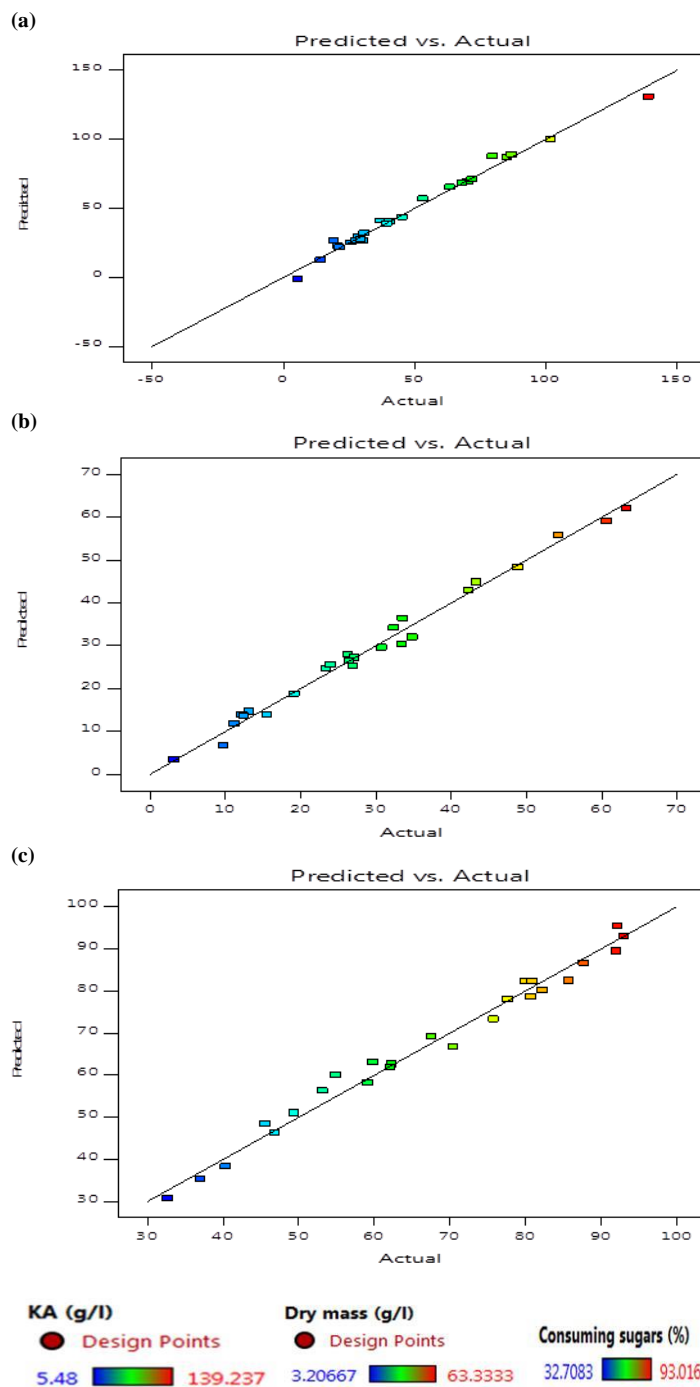 (a)
Predicted vs. Actual
150
100
50
0
-50
Predicted
-50 0 50 100 150
Actual
(b)
Predicted vs. Actual
70
60
50
40
30
20
10
0
Predicted
0 10 20 30 40 50 60 70
Actual
(c)
Predicted vs. Actual
100
90
80
70
60
50
40
30
Predicted
30 40 50 60 70 80 90 100
Actual
KA (g/l)
Design Points
5.48 139.237
Dry mass (g/l)
Design Points
3.20667 63.3333
Consuming sugars (%)
32.7083 93.016